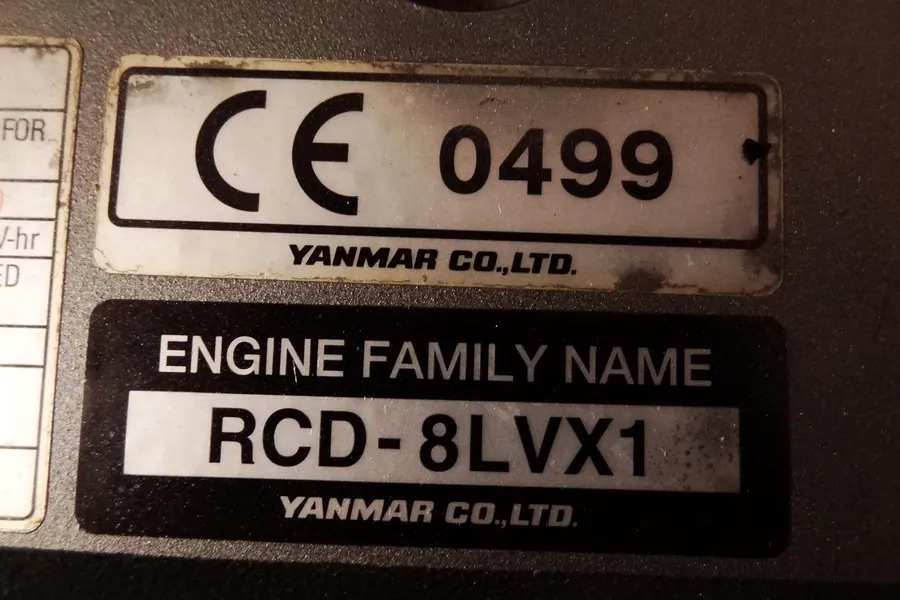 FOR
-hr
ED
CE 0499
YANMAR CO.,LTD.
ENGINE FAMILY NAME
RCD-8LVX1
YANMAR CO.,LTD.